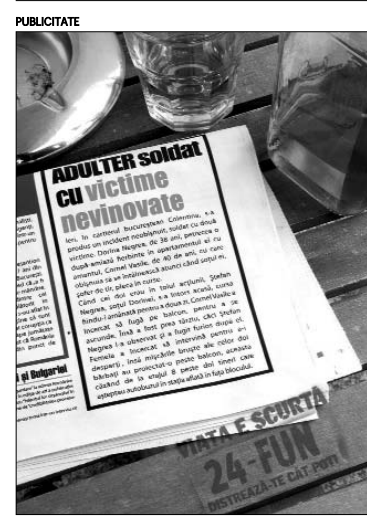 PUBLICITATE
ADULTER soldat
cu victime
nevinovate
Ieri, în cartierul bucureștean Colentina, s-a
produs un incident neobișnuit, soldat cu două
victime. Dorina Negrea, de 38 ani, petrecea o
după-amiază fierbinte în apartamentul ei cu
amantul, Cornel Vasile, de 40 de ani, cu care
obișnuia să se întâlnească atunci când soțul ei,
șofer de tir, pleca în curse.
Când cei doi erau în toiul acțiunii, Ștefan
Negrea, soțul Dorinei, s-a întors acasă, cursa
fiindu-i amânată pentru a doua zi. Cornel Vasile a
încercat să fugă pe balcon, pentru a se
ascunde. Însă a fost prea târziu, căci Ștefan
Negrea l-a observat și a fugit furios după el.
Femeia a încercat să intervină pentru a-i
despărți, însă mișcările bruște ale celor doi
bărbați au proiectat-o peste balcon, aceasta
căzând de la etajul 8 peste doi tineri care
așteptau autobuzul în stația aflată în fața blocului.
și Bulgariei
VIAȚA E SCURTĂ
24-FUN
DISTREAZĂ-TE CÂT POȚI